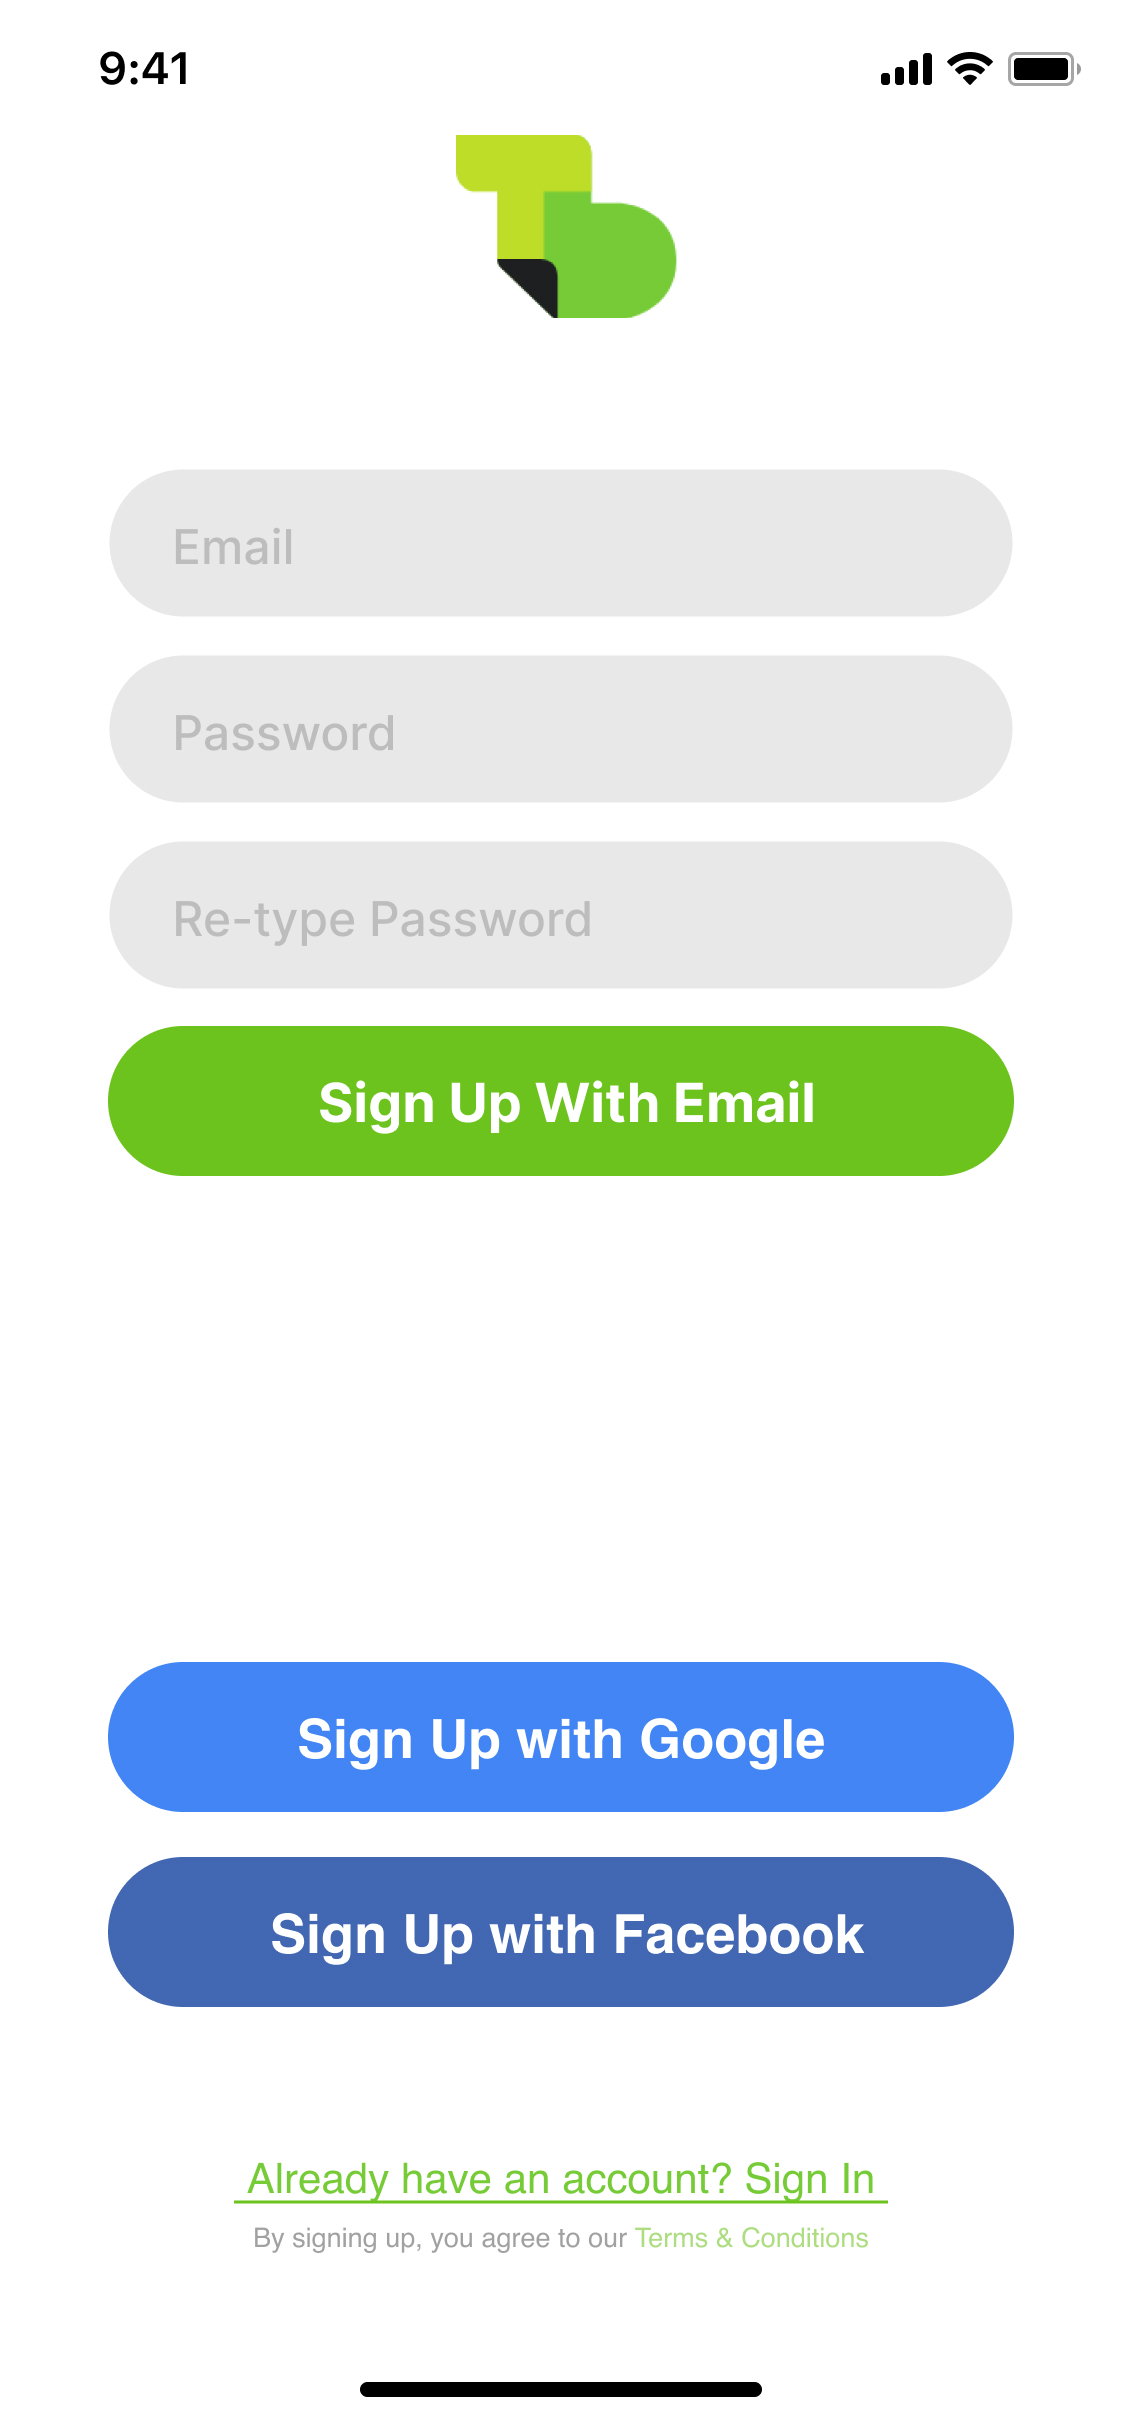 9:41
Email
Password
Re-type Password
Sign Up With Email
Sign Up with Google
Sign Up with Facebook
Already have an account? Sign In
By signing up, you agree to our Terms & Conditions